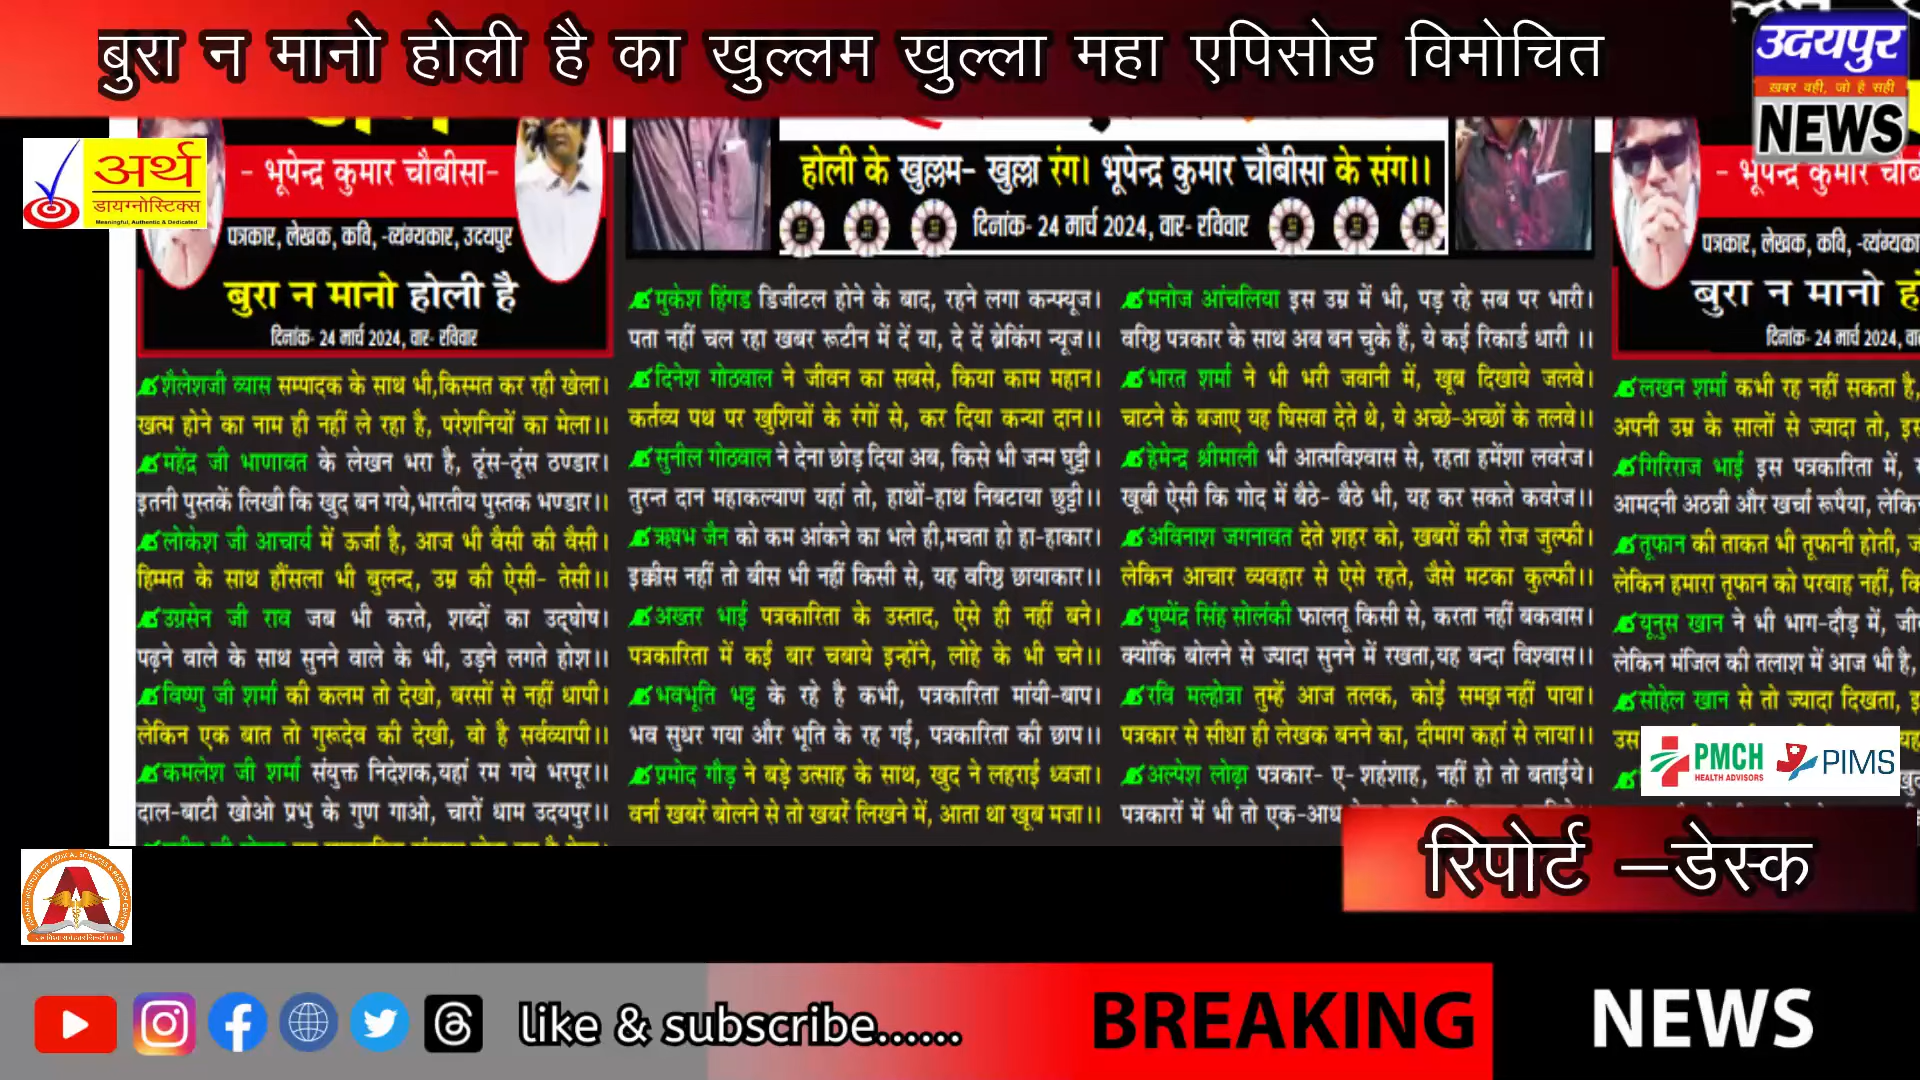 बुरा न मानो होली है का खुल्लम खुल्ला महा एपिसोड विमोचित
उदयपुर
ख़बर वही, जो है सही
NEWS
अर्थ
डायग्नोस्टिक्स
Meaningful, Authentic & Dedicated
- भूपेन्द्र कुमार चौबीसा-
पत्रकार, लेखक, कवि, -व्यंग्यकार, उदयपुर
बुरा न मानो होली है
दिनांक- 24 मार्च 2024, वार- रविवार
शैलेशजी व्यास सम्पादक के साथ भी,किस्मत कर रही खेला।
खत्म होने का नाम ही नहीं ले रहा है, परेशनियों का मेला।।
महेंद्र जी भाणावत के लेखन भरा है, ठूंस-ठूंस ठण्डार।
इतनी पुस्तकें लिखी कि खुद बन गये,भारतीय पुस्तक भण्डार।।
लोकेश जी आचार्य में ऊर्जा है, आज भी वैसी की वैसी।
हिम्मत के साथ हौंसला भी बुलन्द, उम्र की ऐसी- तेसी।।
उग्रसेन जी राव जब भी करते, शब्दों का उद्घोष।
पढ़ने वाले के साथ सुनने वाले के भी, उड़ने लगते होश।।
विष्णु जी शर्मा की कलम तो देखो, बरसों से नहीं थापी।
लेकिन एक बात तो गुरूदेव की देखी, वो है सर्वव्यापी।।
कमलेश जी शर्मा संयुक्त निदेशक,यहां रम गये भरपूर।।
दाल-बाटी खोओ प्रभु के गुण गाओ, चारों धाम उदयपुर।।
होली के खुल्लम- खुल्ला रंग। भूपेन्द्र कुमार चौबीसा के संग।।
दिनांक- 24 मार्च 2024, वार- रविवार
मुकेश हिंगड डिजीटल होने के बाद, रहने लगा कन्फ्यूज।
पता नहीं चल रहा खबर रूटीन में दें या, दे दें ब्रेकिंग न्यूज।।
दिनेश गोठवाल ने जीवन का सबसे, किया काम महान।
कर्तव्य पथ पर खुशियों के रंगों से, कर दिया कन्या दान।।
सुनील गोठवाल ने देना छोड़ दिया अब, किसे भी जन्म घुट्टी।
तुरन्त दान महाकल्याण यहां तो, हाथों-हाथ निबटाया छुट्टी।।
ऋषभ जैन को कम आंकने का भले ही,मचता हो हा-हाकार।
इक्कीस नहीं तो बीस भी नहीं किसी से, यह वरिष्ठ छायाकार।।
अख्तर भाई पत्रकारिता के उस्ताद, ऐसे ही नहीं बने।
पत्रकारिता में कई बार चबाये इन्होंने, लोहे के भी चने।।
भवभूति भट्ट के रहे है कभी, पत्रकारिता मांयी-बाप।
भव सुधर गया और भूति के रह गई, पत्रकारिता की छाप।।
प्रमोद गौड़ ने बड़े उत्साह के साथ, खुद ने लहराई ध्वजा।
वर्ना खबरें बोलने से तो खबरें लिखने में, आता था खूब मजा।।
मनोज आंचलिया इस उम्र में भी, पड़ रहे सब पर भारी।
वरिष्ठ पत्रकार के साथ अब बन चुके हैं, ये कई रिकार्ड धारी ।।
भारत शर्मा ने भी भरी जवानी में, खूब दिखाये जलवे।
चाटने के बजाए यह घिसवा देते थे, ये अच्छे-अच्छों के तलवे।।
हेमेन्द्र श्रीमाली भी आत्मविश्वास से, रहता हमेंशा लवरेज।
खूबी ऐसी कि गोद में बैठे- बैठे भी, यह कर सकते कवरेज।।
अविनाश जगनावत देते शहर को, खबरों की रोज जुल्फी।
लेकिन आचार व्यवहार से ऐसे रहते, जैसे मटका कुल्फी।।
पुष्पेंद्र सिंह सोलंकी फालतू किसी से, करता नहीं बकवास।
क्योंकि बोलने से ज्यादा सुनने में रखता,यह बन्दा विश्वास।।
रवि मल्होत्रा तुम्हें आज तलक, कोई समझ नहीं पाया।
पत्रकार से सीधा ही लेखक बनने का, दीमाग कहां से लाया।।
अल्पेश लोढ़ा पत्रकार- ए- शहंशाह, नहीं हो तो बताईये।
पत्रकारों में भी तो एक-आध
- भूपेन्द्र कुमार
पत्रकार, लेखक, कवि,
बुरा न मानो
दिनांक- 24 मार्च 2024,
लखन शर्मा कभी रह नहीं सकता है,
अपनी उम्र के सालों से ज्यादा तो,
गिरिराज भाई इस पत्रकारिता में,
आमदनी अठन्नी और खर्चा रूपैया,
तूफान की ताकत भी तूफानी होती,
लेकिन हमारा तूफान को परवाह नहीं,
यूनुस खान ने भी भाग-दौड़ में,
लेकिन मंजिल की तलाश में आज भी है,
सोहेल खान से तो ज्यादा दिखता,
PMCH
HEALTH ADVISORS
PIMS
रिपोर्ट –डेस्क
like & subscribe......
BREAKING
NEWS